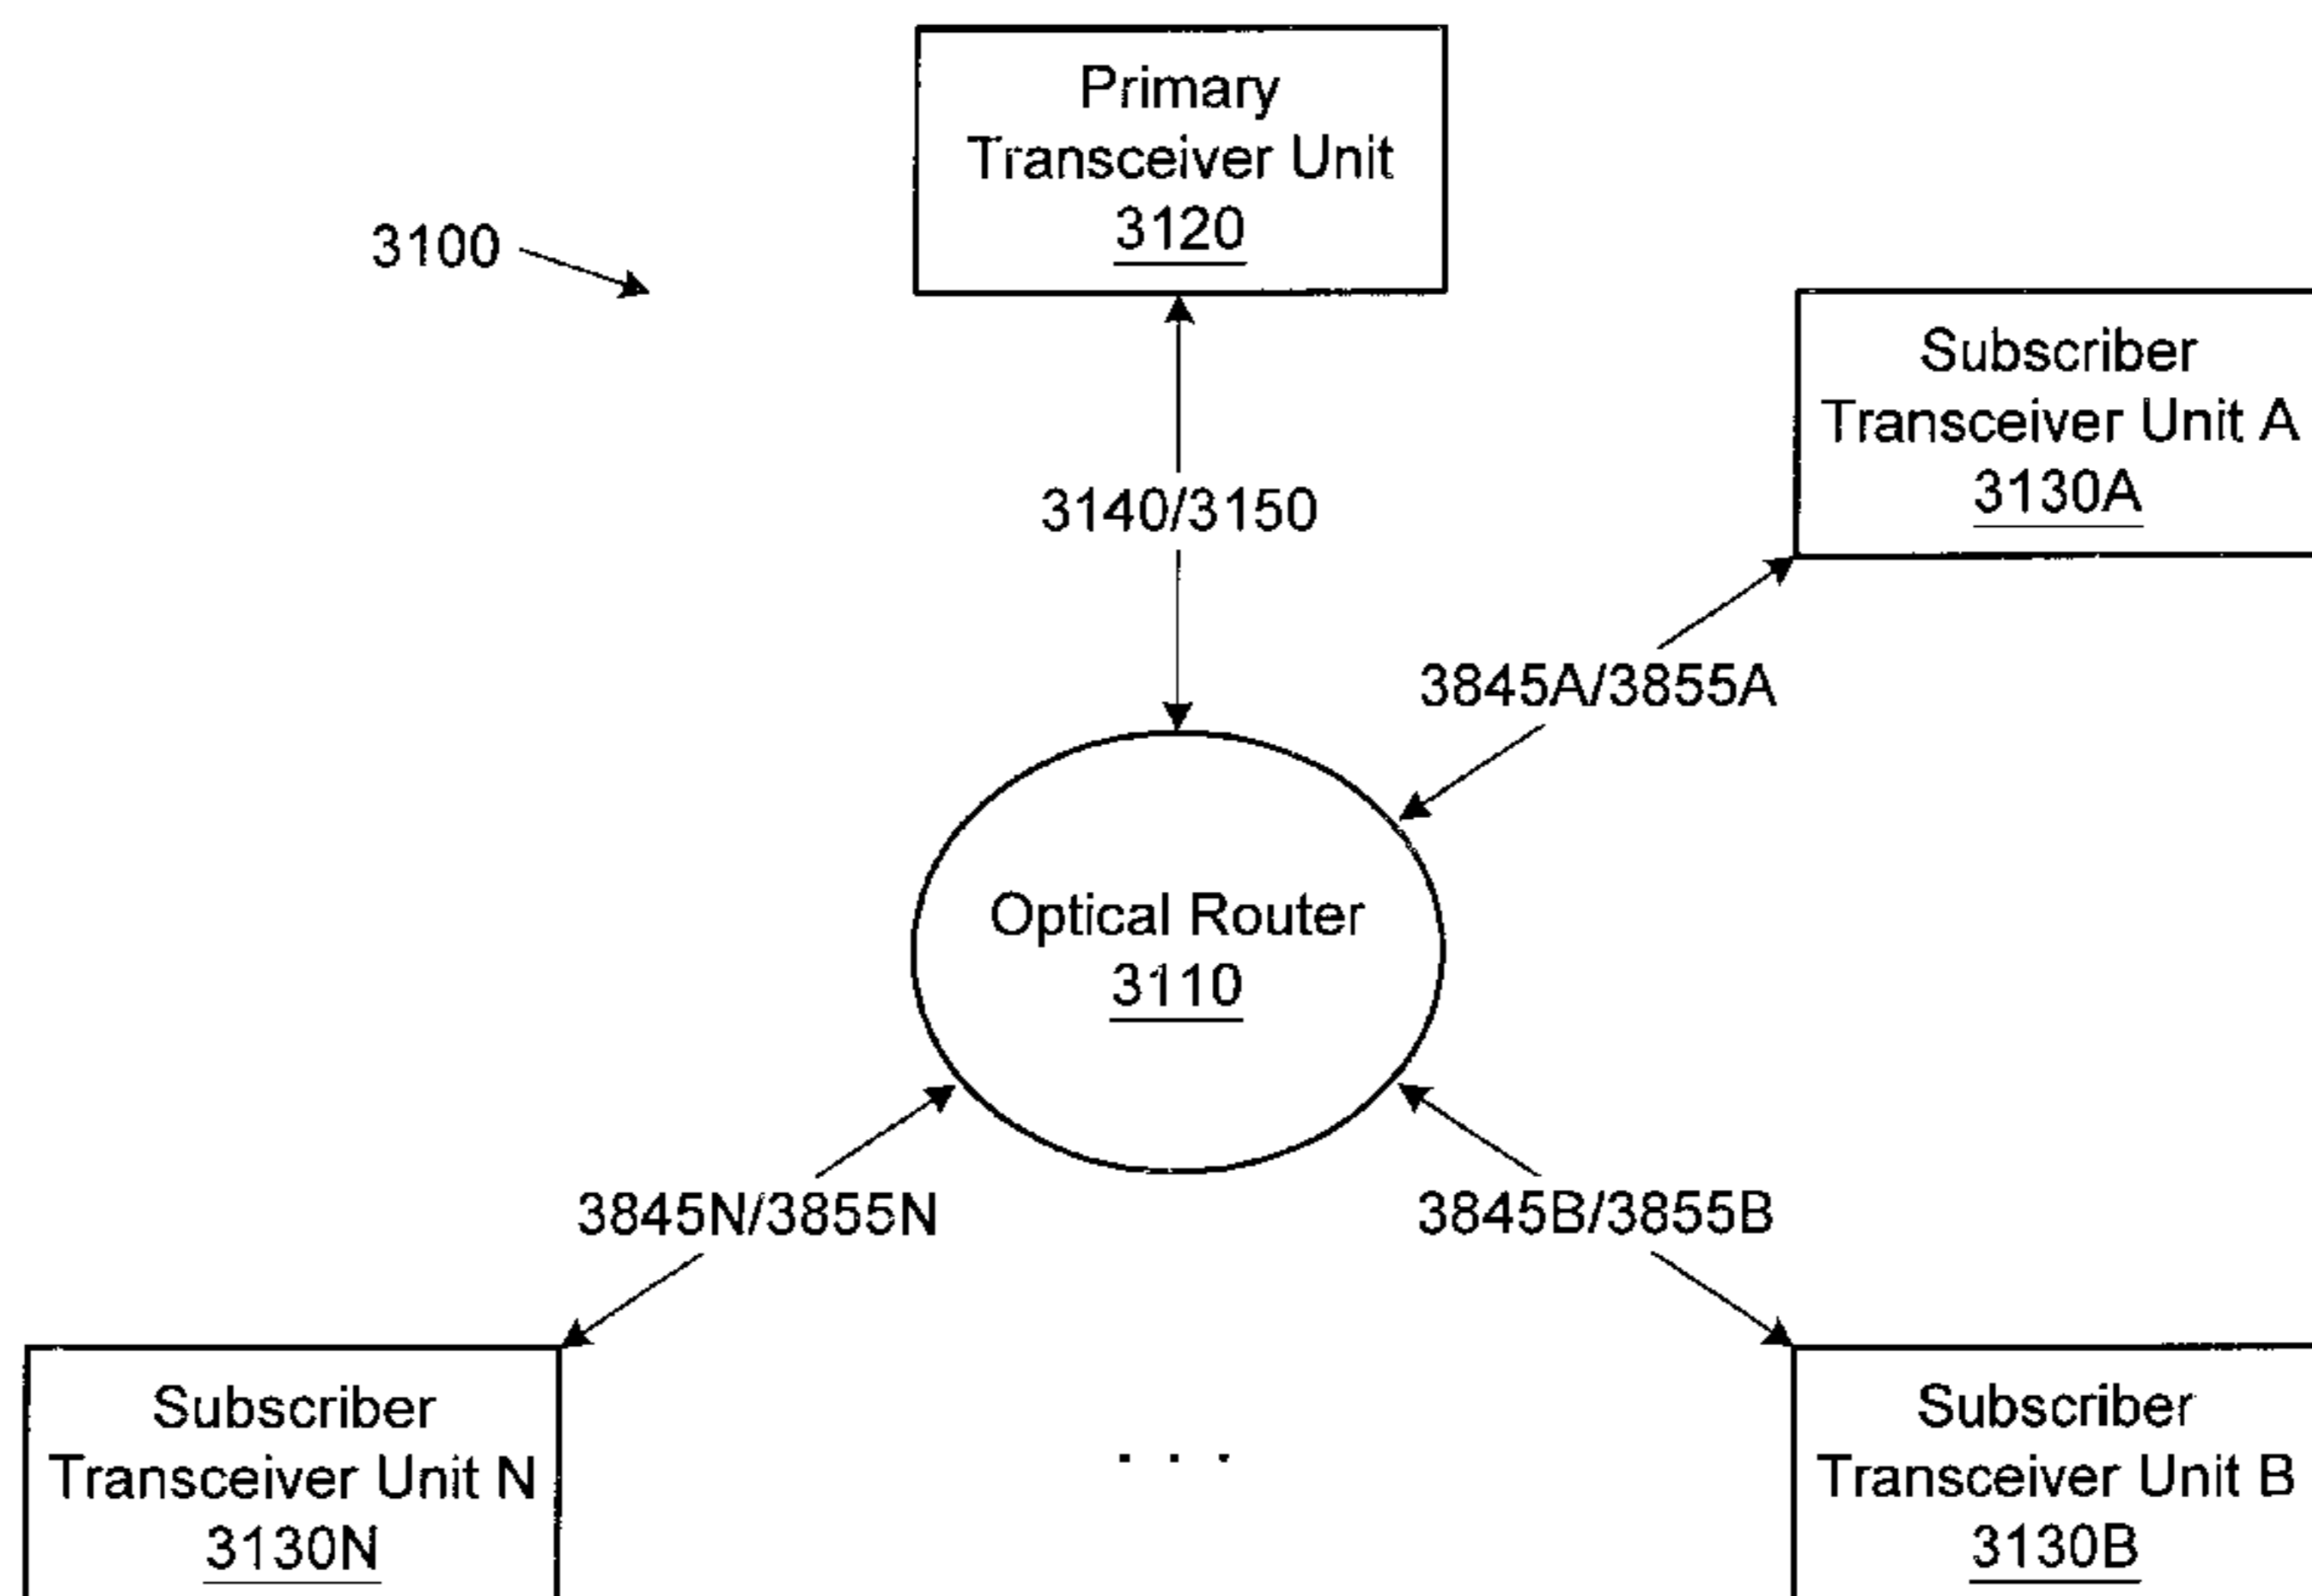 Primary
Transceiver Unit
3120
3100
Subscriber
Transceiver Unit A
3130A
3140/3150
3845A/3855A
Optical Router
3110
3845N/3855N
3845B/3855B
Subscriber
Transceiver Unit N
3130N
. . .
Subscriber
Transceiver Unit B
3130B